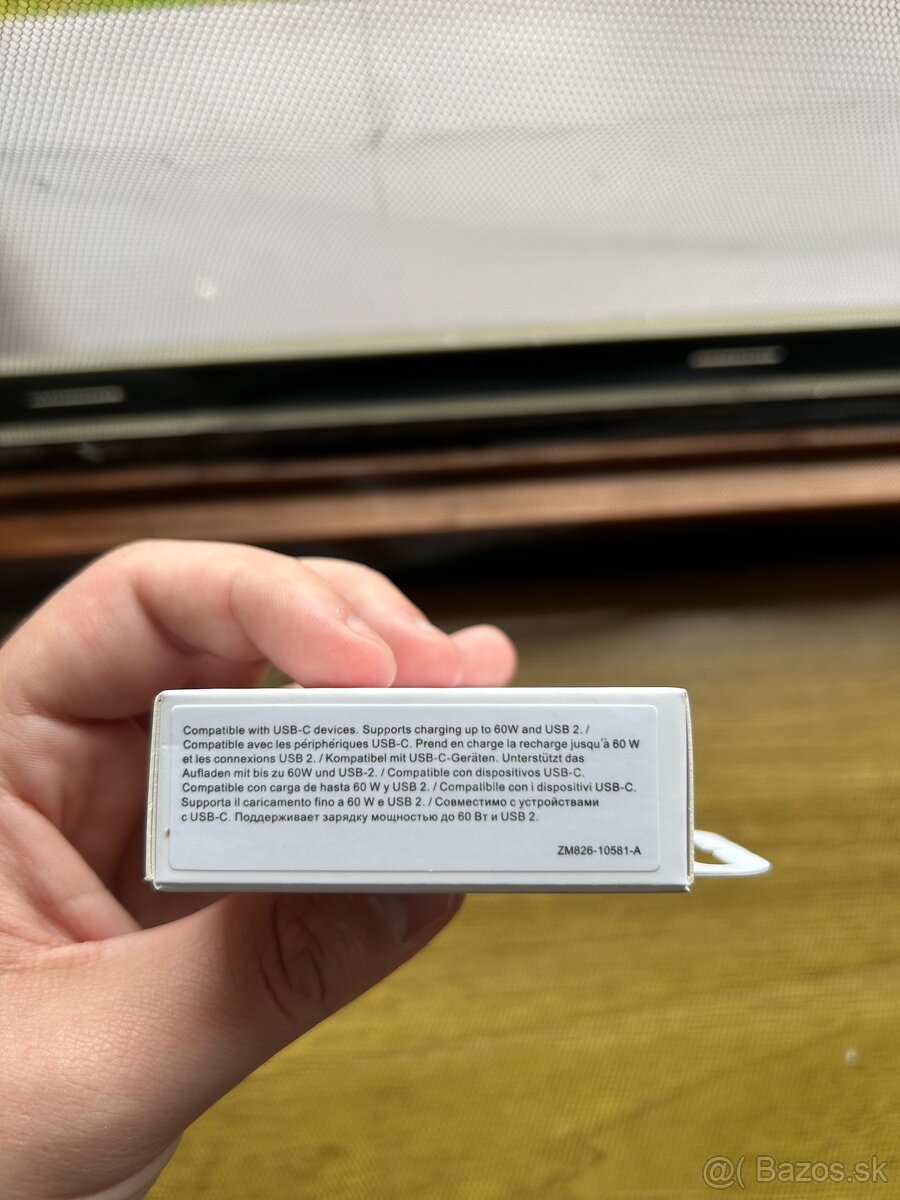 Compatible with USB-C devices. Supports charging up to 60W and USB 2. /
Compatible avec les périphériques USB-C. Prend en charge la recharge jusqu'à 60 W
et les connexions USB 2. / Kompatibel mit USB-C-Geräten. Unterstützt das
Aufladen mit bis zu 60W und USB-2. / Compatible con dispositivos USB-C.
Compatible con carga de hasta 60 W y USB 2. / Compatibile con i dispositivi USB-C.
Supporta il caricamento fino a 60 W e USB 2. / Совместимо с устройствами
с USB-C. Поддерживает зарядку мощностью до 60 Вт и USB 2.
ZM826-10581-A
@( Bazos.sk